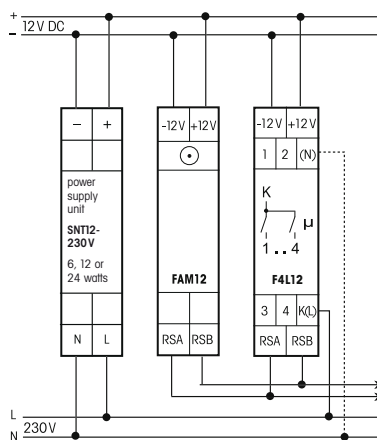 +
12V DC
−
− +
-12V +12V
-12V +12V
1 2 (N)
power
supply
unit
SNT12-
230V
6, 12 or
24 watts
K
µ
1 .. 4
FAM12
F4L12
3 4 K(L)
N L
RSA RSB
RSA RSB
L
230V
N